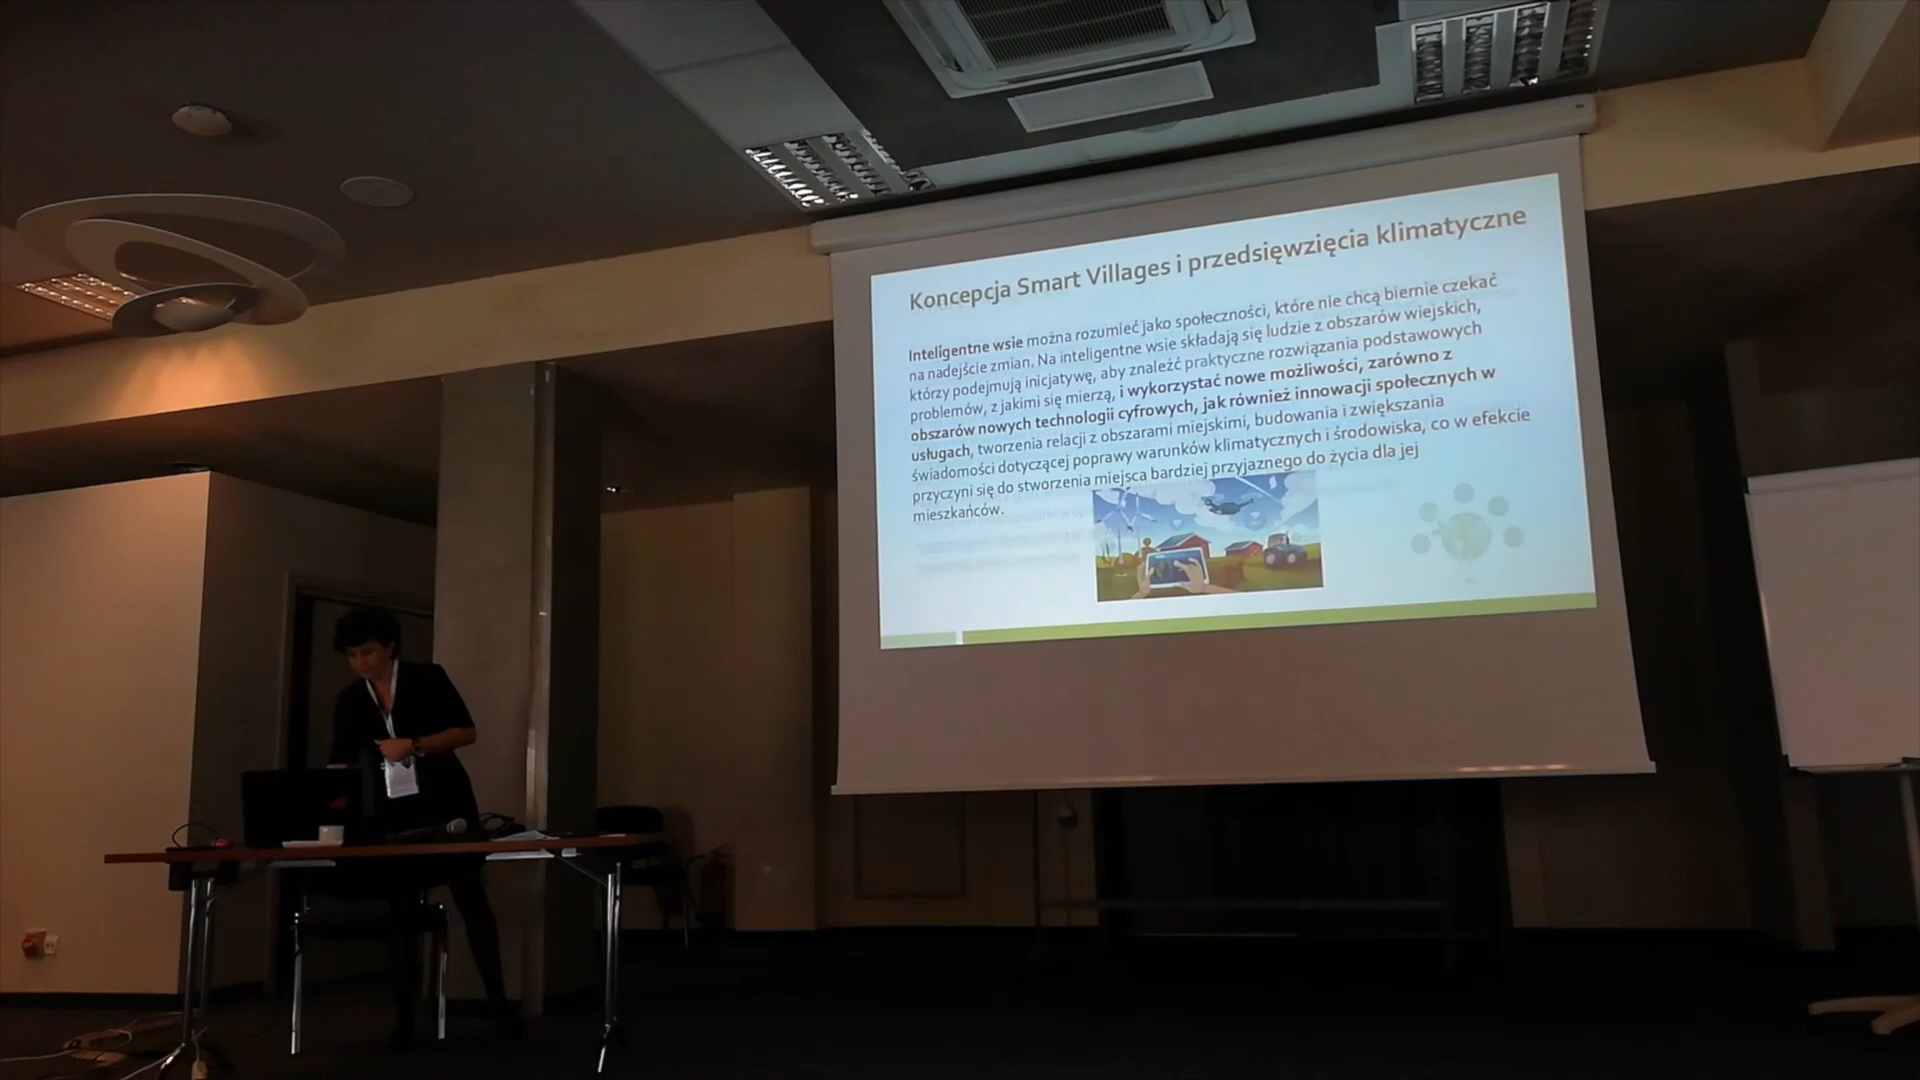 Koncepcja Smart Villages i przedsięwzięcia klimatyczne
Inteligentne wsie można rozumieć jako społeczności, które nie chcą biernie czekać
na nadejście zmian. Na inteligentne wsie składają się ludzie z obszarów wiejskich,
którzy podejmują inicjatywę, aby znaleźć praktyczne rozwiązania podstawowych
problemów, z jakimi się mierzą, i wykorzystać nowe możliwości, zarówno z
obszarów nowych technologii cyfrowych, jak również innowacji społecznych w
usługach, tworzenia relacji z obszarami miejskimi, budowania i zwiększania
świadomości dotyczącej poprawy warunków klimatycznych i środowiska, co w efekcie
przyczyni się do stworzenia miejsca bardziej przyjaznego do życia dla jej
mieszkańców.